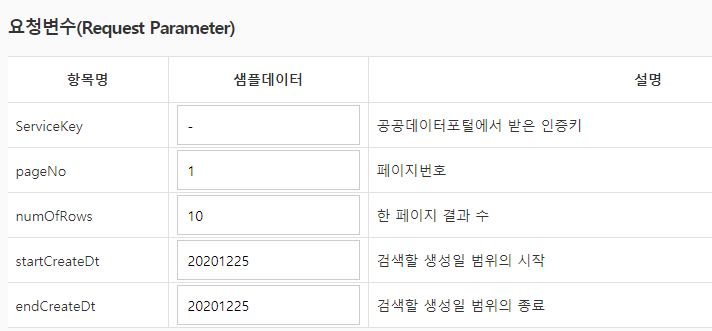 요청변수(Request Parameter)
항목명 샘플데이터 설명
ServiceKey - 공공데이터포털에서 받은 인증키
pageNo 1 페이지번호
numOfRows 10 한 페이지 결과 수
startCreateDt 20201225 검색할 생성일 범위의 시작
endCreateDt 20201225 검색할 생성일 범위의 종료